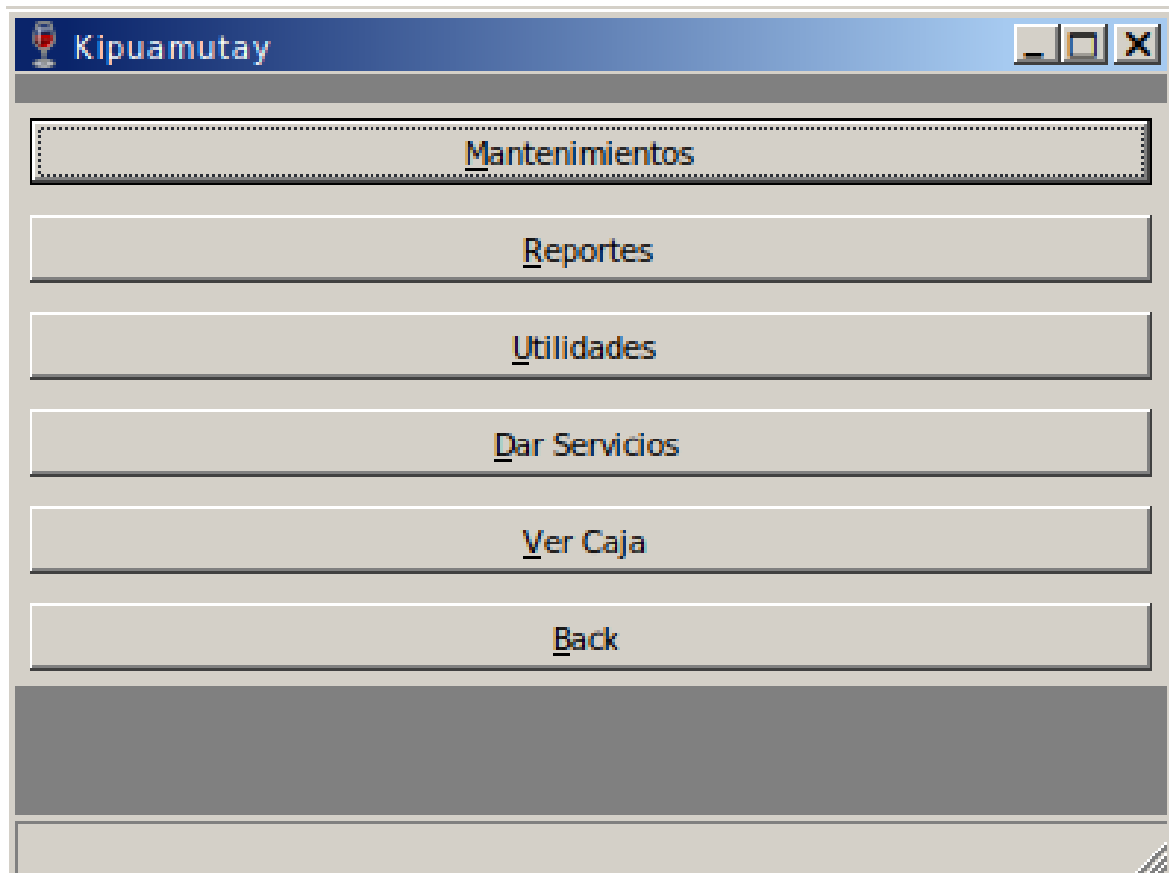 Kipuamutay
Mantenimientos
Reportes
Utilidades
Dar Servicios
Ver Caja
Back